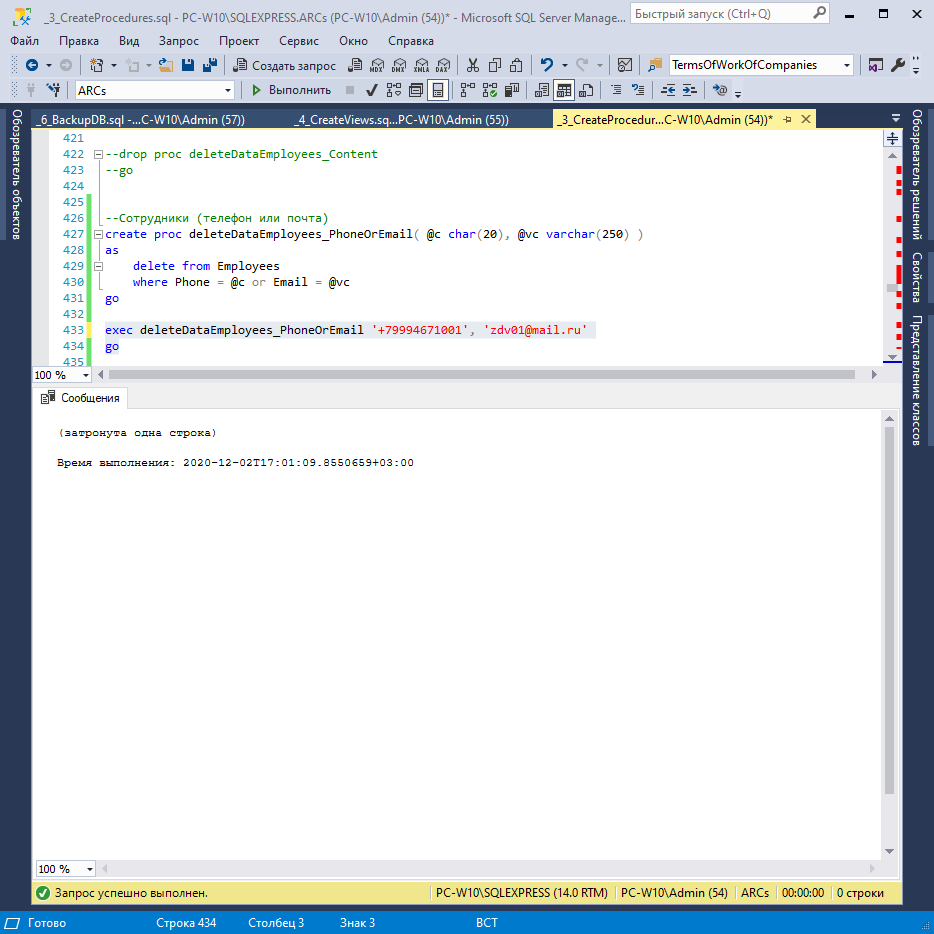 _3_CreateProcedures.sql - PC-W10\SQLEXPRESS.ARCs (PC-W10\Admin (54))* - Microsoft SQL Server Manage...
Быстрый запуск (Ctrl+Q)
Файл Правка Вид Запрос Проект Сервис Окно Справка
Создать запрос MDX DMX XMLA DAX TermsOfWorkOfCompanies
ARCs Выполнить
_6_BackupDB.sql -...C-W10\Admin (57)) _4_CreateViews.sq...PC-W10\Admin (55)) _3_CreateProcedur...C-W10\Admin (54))*
Обозреватель объектов
Обозреватель решений
Свойства
Представление классов
421
422 --drop proc deleteDataEmployees_Content
423 --go
424
425
426 --Сотрудники (телефон или почта)
427 create proc deleteDataEmployees_PhoneOrEmail( @c char(20), @vc varchar(250) )
428 as
429 delete from Employees
430 where Phone = @c or Email = @vc
431 go
432
433 exec deleteDataEmployees_PhoneOrEmail '+79994671001', 'zdv01@mail.ru'
434 go
435
100 %
Сообщения
(затронута одна строка)
Время выполнения: 2020-12-02T17:01:09.8550659+03:00
100 %
Запрос успешно выполнен. PC-W10\SQLEXPRESS (14.0 RTM) PC-W10\Admin (54) ARCs 00:00:00 0 строки
Готово Строка 434 Столбец 3 Знак 3 ВСТ